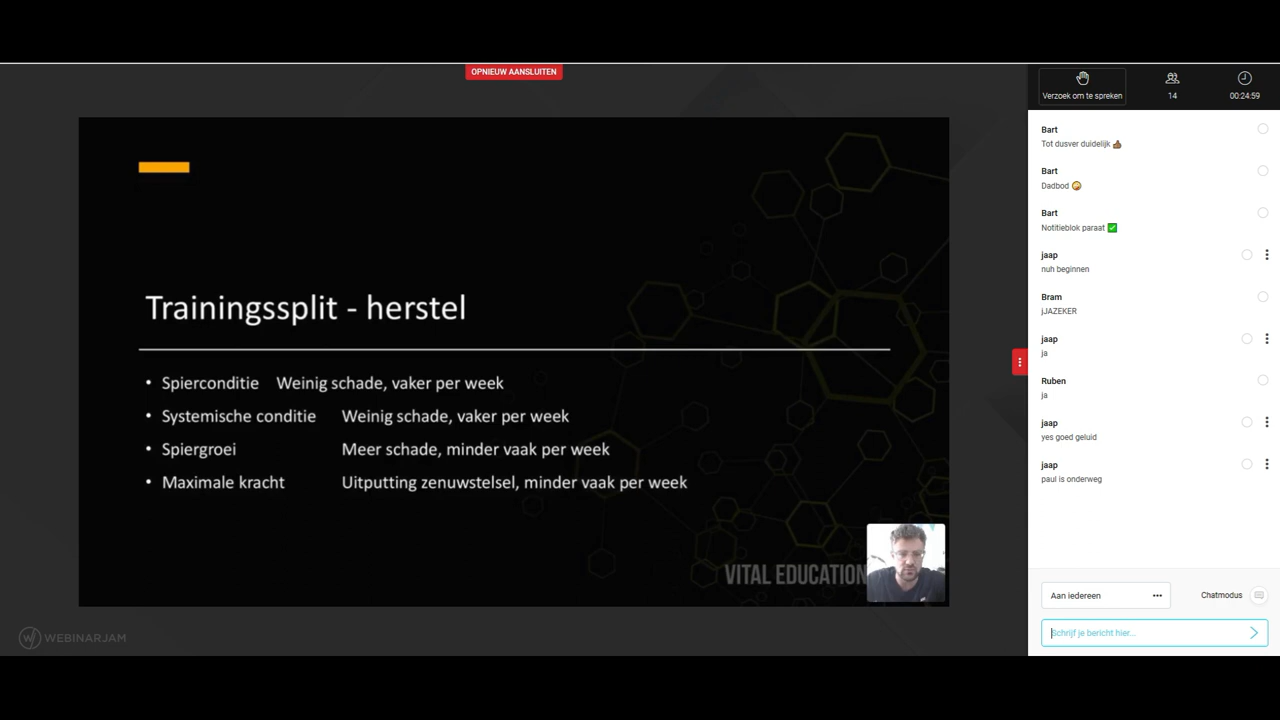 OPNIEUW AANSLUITEN
Verzoek om te spreken
14
00:24:59
Trainingssplit - herstel
• Spierconditie Weinig schade, vaker per week
• Systemische conditie Weinig schade, vaker per week
• Spiergroei Meer schade, minder vaak per week
• Maximale kracht Uitputting zenuwstelsel, minder vaak per week
VITAL EDUCATION
WEBINARJAM
Bart
Tot dusver duidelijk 👍🏾
Bart
Dadbod 🤪
Bart
Notitieblok paraat ✅
jaap
nuh beginnen
Bram
jJAZEKER
jaap
ja
Ruben
ja
jaap
yes goed geluid
jaap
paul is onderweg
Aan iedereen
Chatmodus
Schrijf je bericht hier...